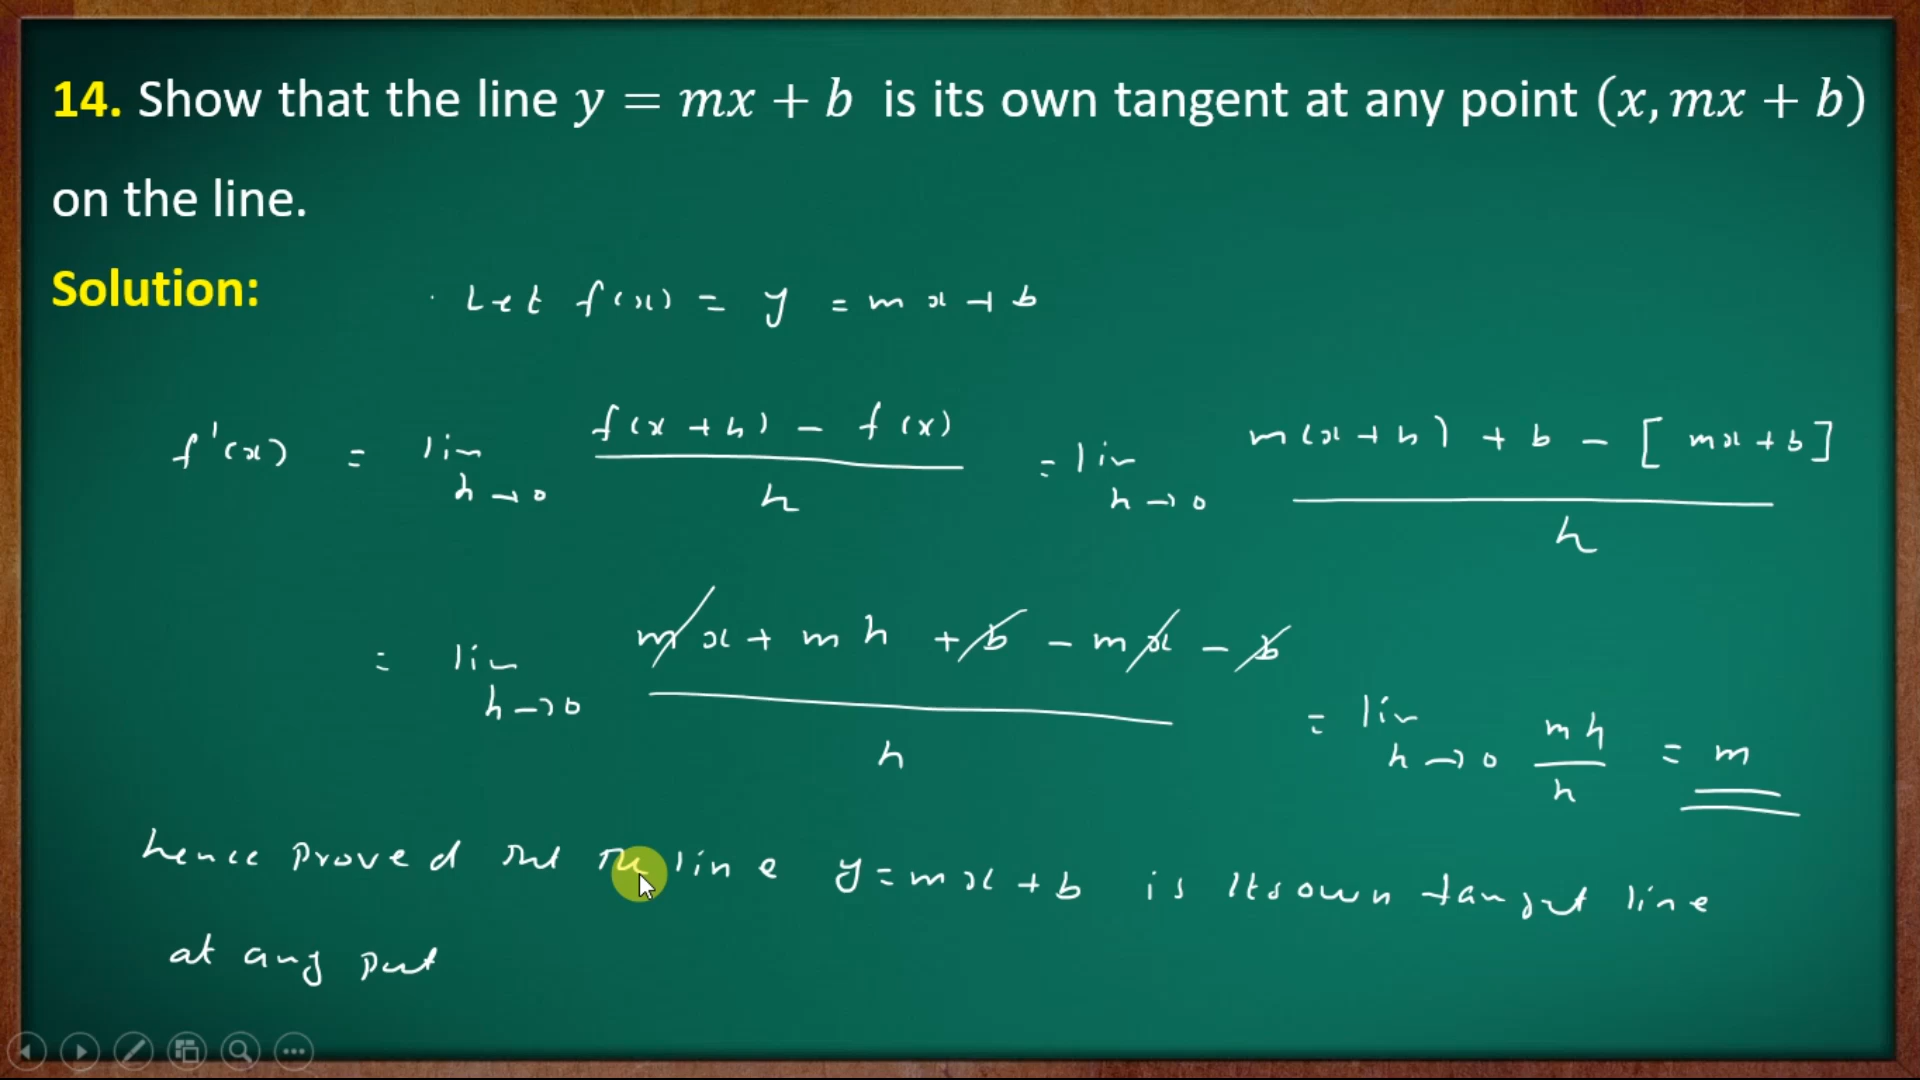 14. Show that the line y = mx + b is its own tangent at any point (x, mx + b)
on the line.
Solution:
Let f(x) = y = mx + b
f'(x) = lim h→0 f(x+h) - f(x) / h = lim h→0 m(x+h) + b - [mx+b] / h
= lim h→0 mx + mh + b - mx - b / h = lim h→0 mh / h = m
hence proved line y = mx + b is its own line
at any